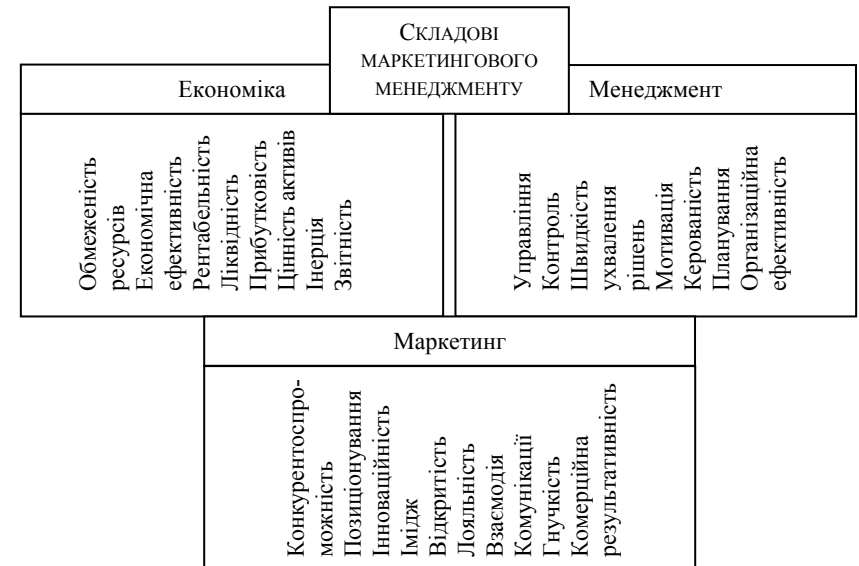 СКЛАДОВІ
МАРКЕТИНГОВОГО
МЕНЕДЖМЕНТУ
Економіка
Менеджмент
Обмеженість
ресурсів
Економічна
ефективність
Рентабельність
Ліквідність
Прибутковість
Цінність активів
Інерція
Звітність
Управління
Контроль
Швидкість
ухвалення
рішень
Мотивація
Керованість
Планування
Організаційна
ефективність
Маркетинг
Конкурентоспро-
можність
Позиціонування
Інноваційність
Імідж
Відкритість
Лояльність
Взаємодія
Комунікації
Гнучкість
Комерційна
результативність